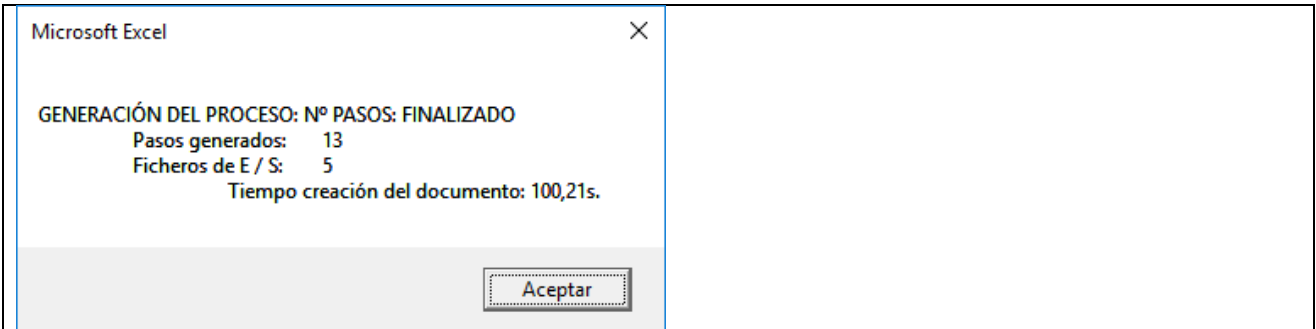 Microsoft Excel
GENERACIÓN DEL PROCESO: Nº PASOS: FINALIZADO
Pasos generados: 13
Ficheros de E / S: 5
Tiempo creación del documento: 100,21s.
Aceptar